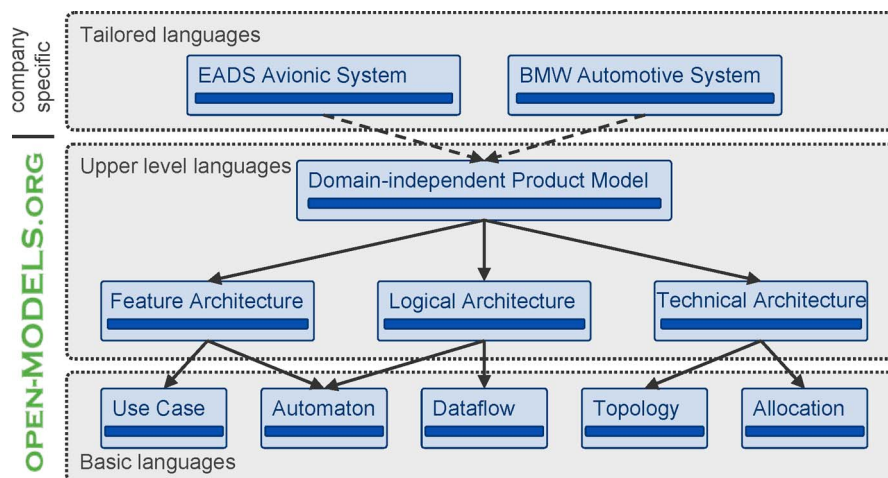 company
specific
Tailored languages
EADS Avionic System
BMW Automotive System
OPEN-MODELS.ORG
Upper level languages
Domain-independent Product Model
Feature Architecture
Logical Architecture
Technical Architecture
Use Case
Automaton
Dataflow
Topology
Allocation
Basic languages